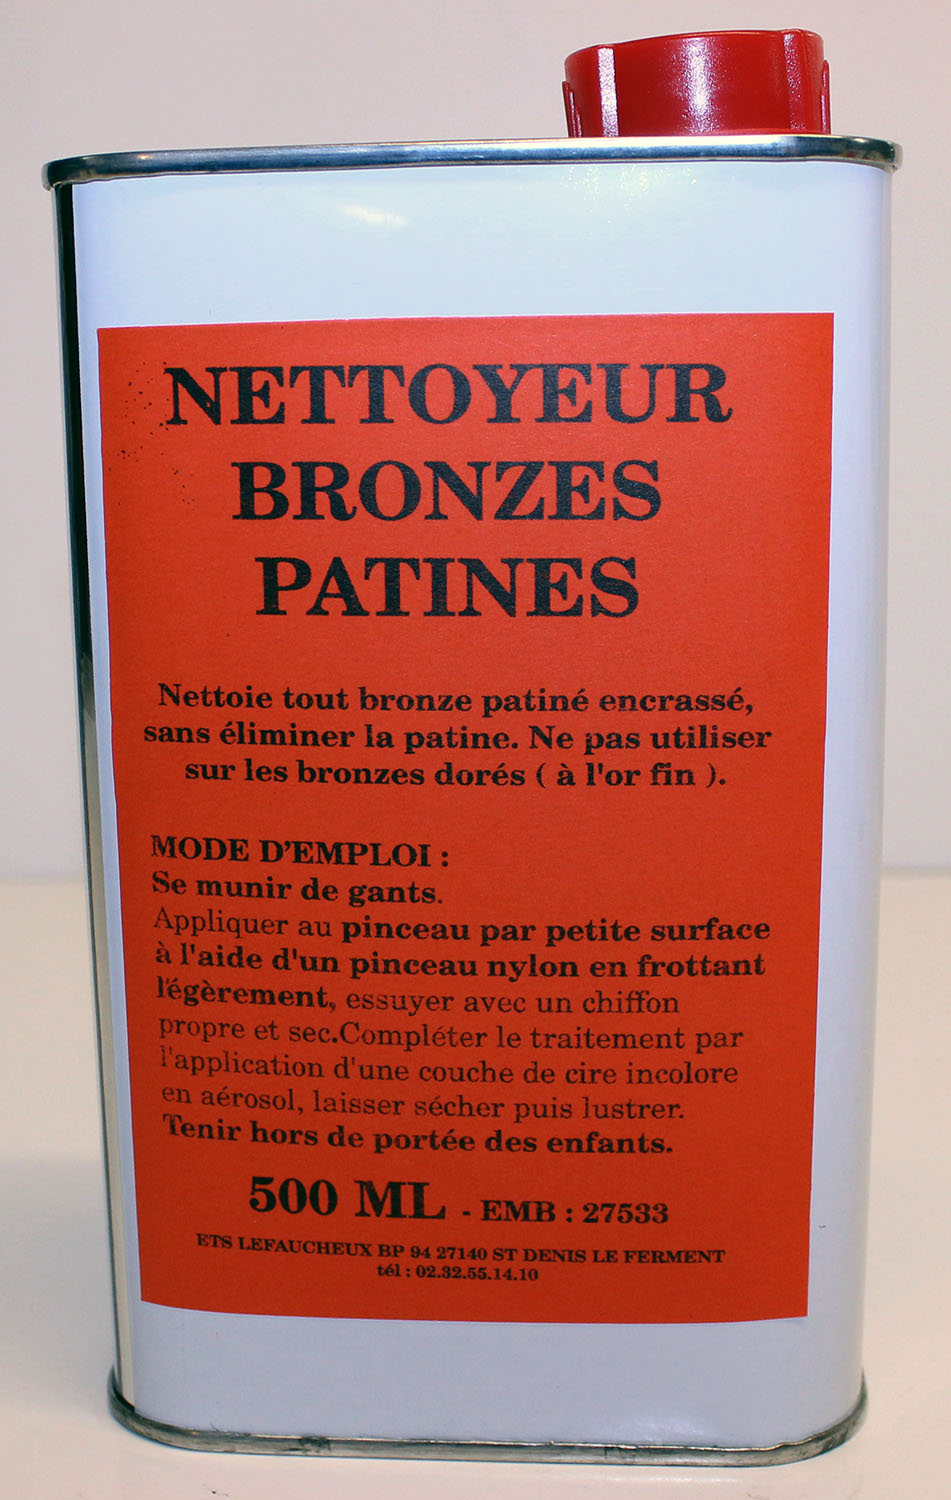 NETTOYEUR
BRONZES
PATINES
Nettoie tout bronze patiné encrassé,
sans éliminer la patine. Ne pas utiliser
sur les bronzes dorés ( à l'or fin ).
MODE D'EMPLOI :
Se munir de gants.
Appliquer au pinceau par petite surface
à l'aide d'un pinceau nylon en frottant
l'égèrement, essuyer avec un chiffon
propre et sec.Compléter le traitement par
l'application d'une couche de cire incolore
en aérosol, laisser sécher puis lustrer.
Tenir hors de portée des enfants.
500 ML - EMB : 27533
ETS LEFAUCHEUX BP 94 27140 ST DENIS LE FERMENT
tél : 02.32.55.14.10